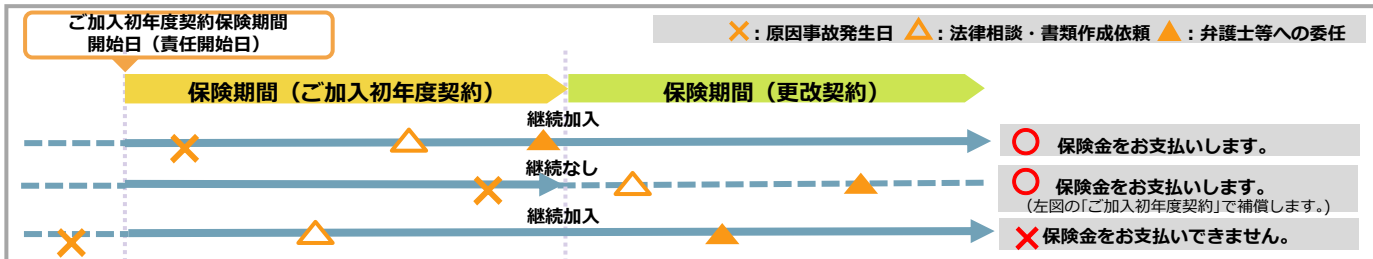 ご加入初年度契約保険期間
開始日（責任開始日）
：原因事故発生日 ：法律相談・書類作成依頼 ：弁護士等への委任
保険期間（ご加入初年度契約） 保険期間（更改契約）
継続加入
保険金をお支払いします。
継続なし
保険金をお支払いします。
（左図の｢ご加入初年度契約｣で補償します。)
継続加入
保険金をお支払いできません。